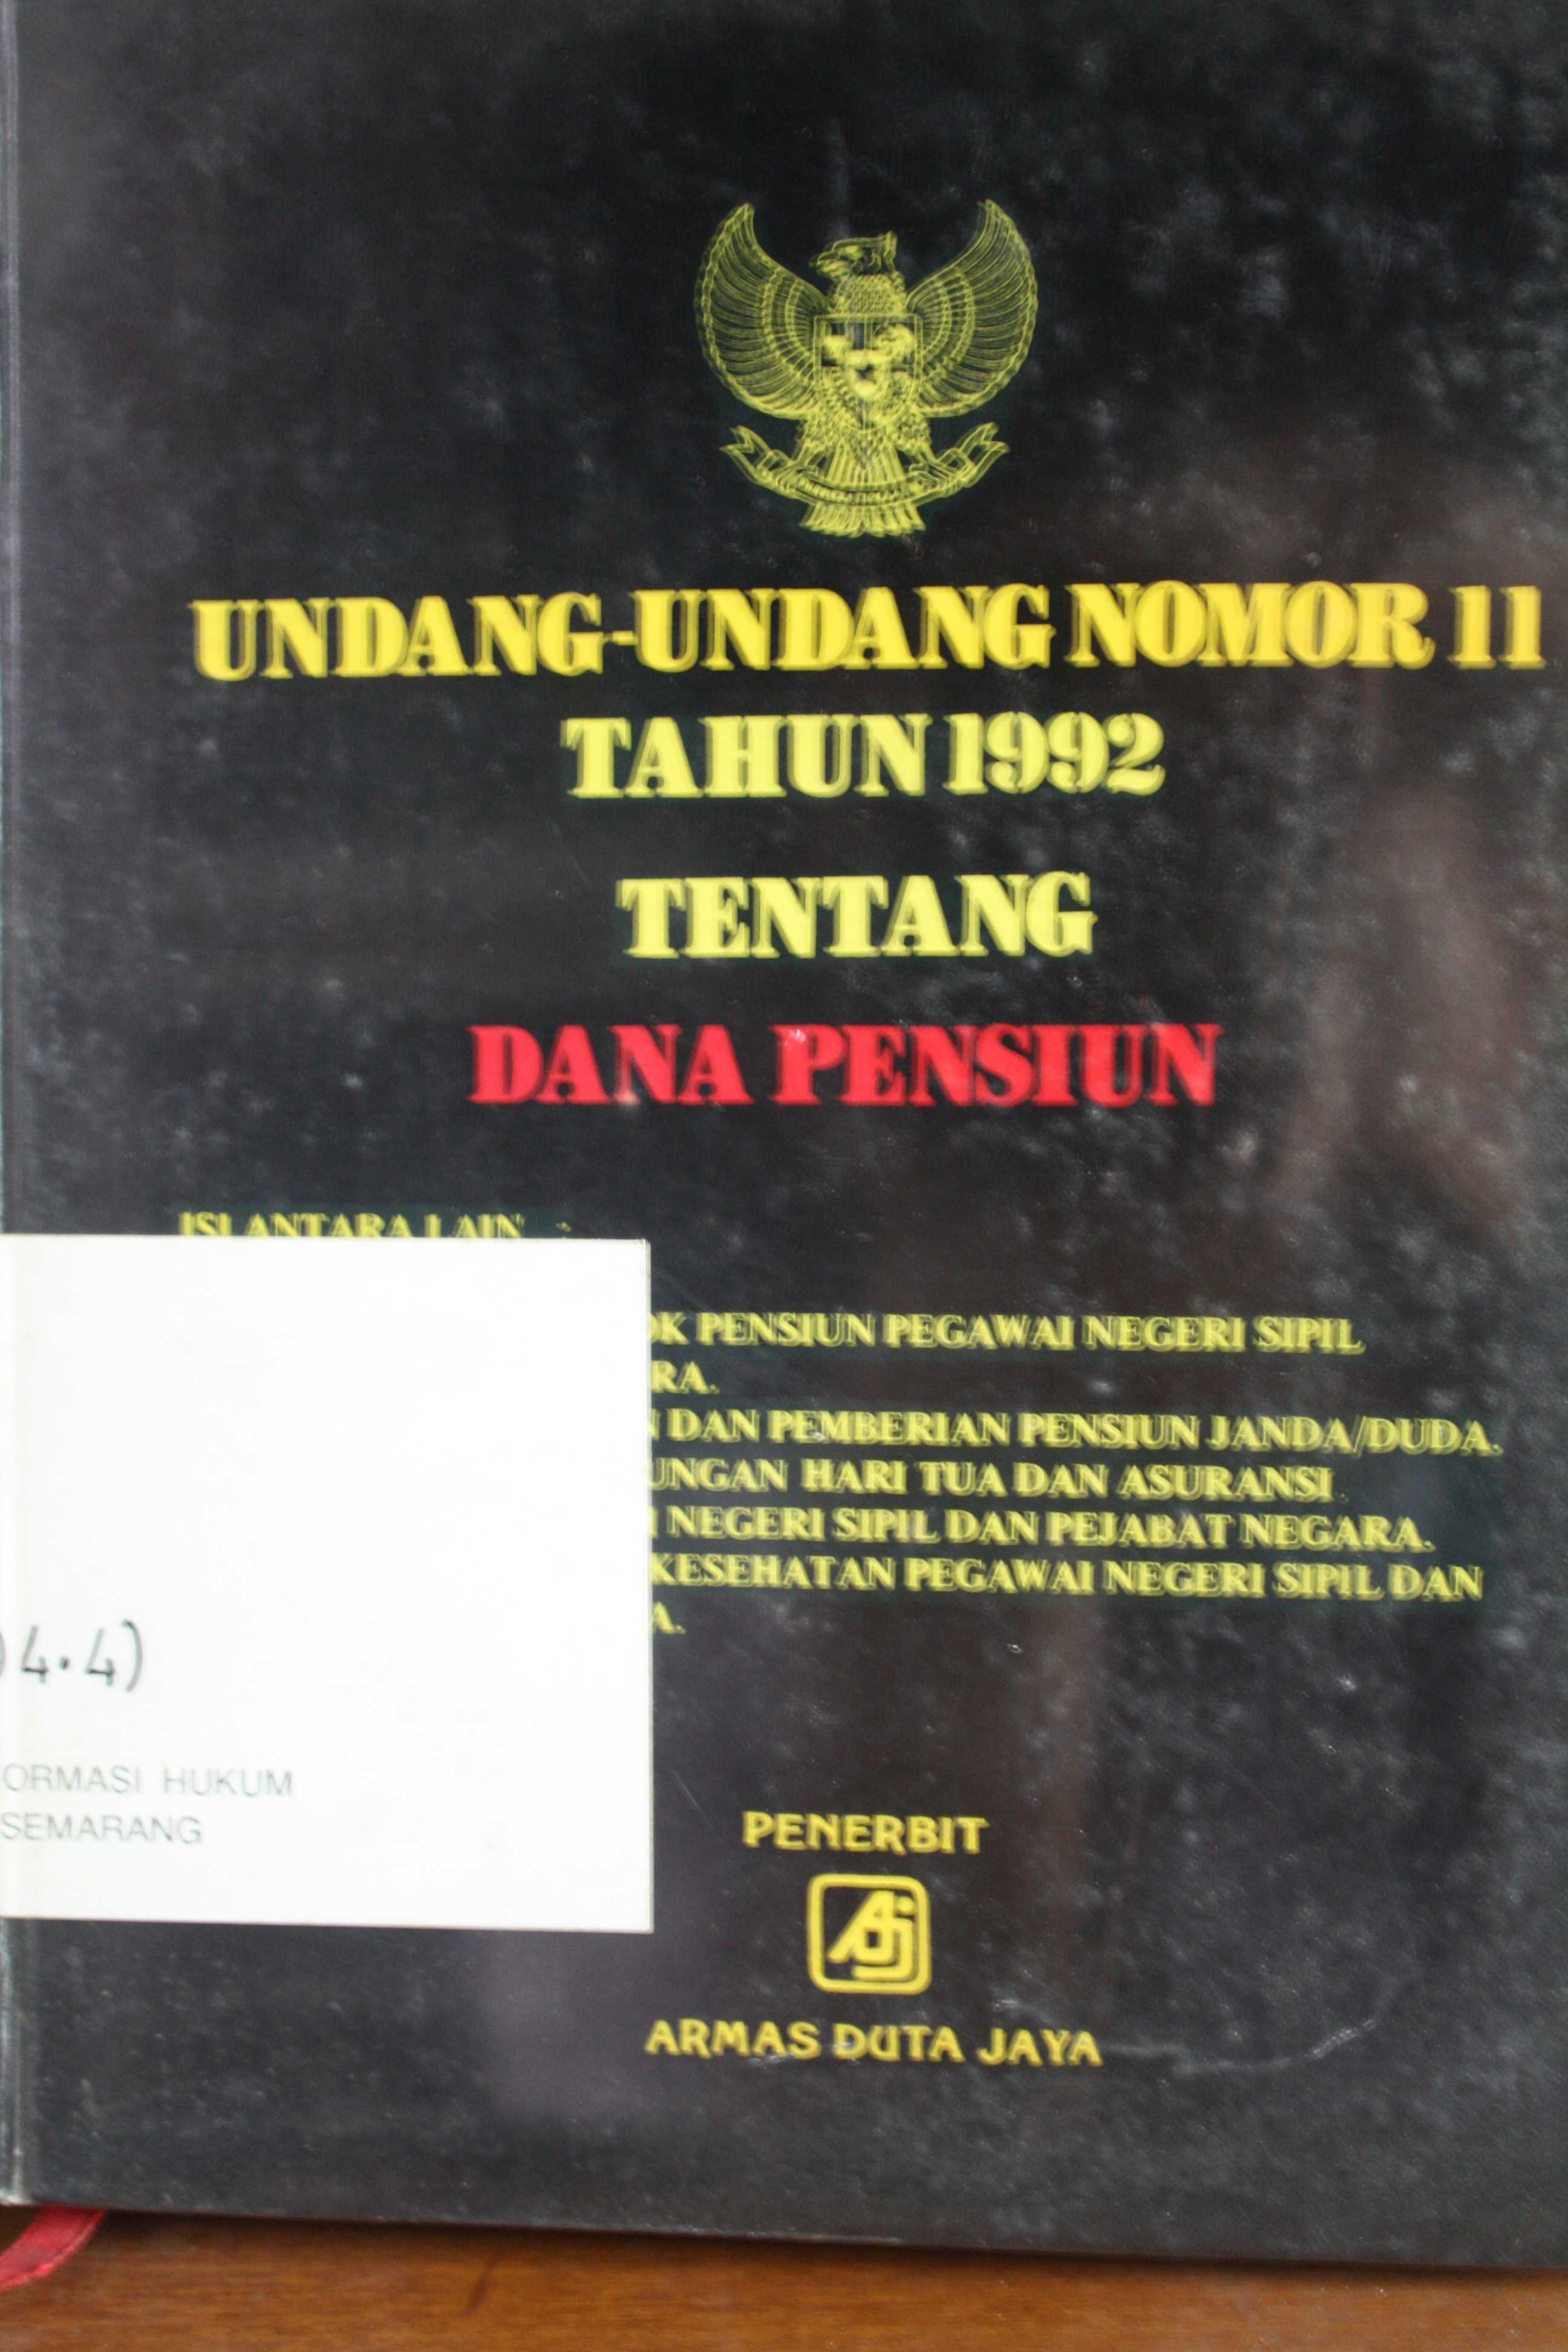 UNDANG-UNDANG NOMOR 11
TAHUN 1992
TENTANG
DANA PENSIUN
ISI ANTARA LAIN :
OK PENSIUN PEGAWAI NEGERI SIPIL
RA.
N DAN PEMBERIAN PENSIUN JANDA/DUDA.
UNGAN HARI TUA DAN ASURANSI
I NEGERI SIPIL DAN PEJABAT NEGARA.
KESEHATAN PEGAWAI NEGERI SIPIL DAN
A.
4.4)
ORMASI HUKUM
SEMARANG
PENERBIT
ARMAS DUTA JAYA